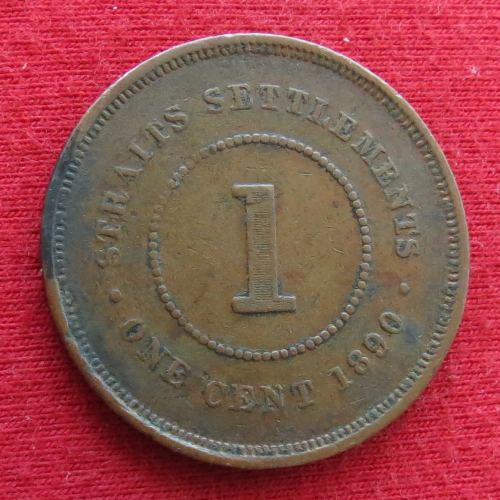 STRAITS SETTLEMENTS
1
· ONE CENT 1890 ·